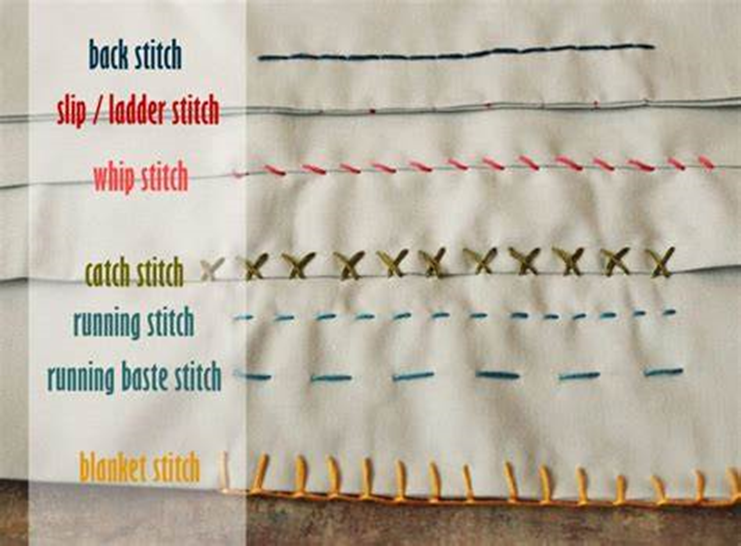 back stitch
slip / ladder stitch
whip stitch
catch stitch
running stitch
running baste stitch
blanket stitch